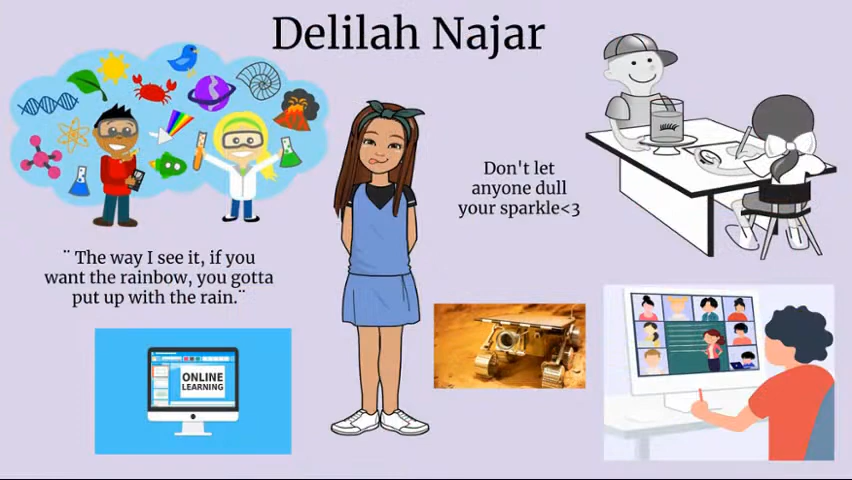 Delilah Najar
Don't let
anyone dull
your sparkle<3
¨ The way I see it, if you
want the rainbow, you gotta
put up with the rain.¨
ONLINE
LEARNING